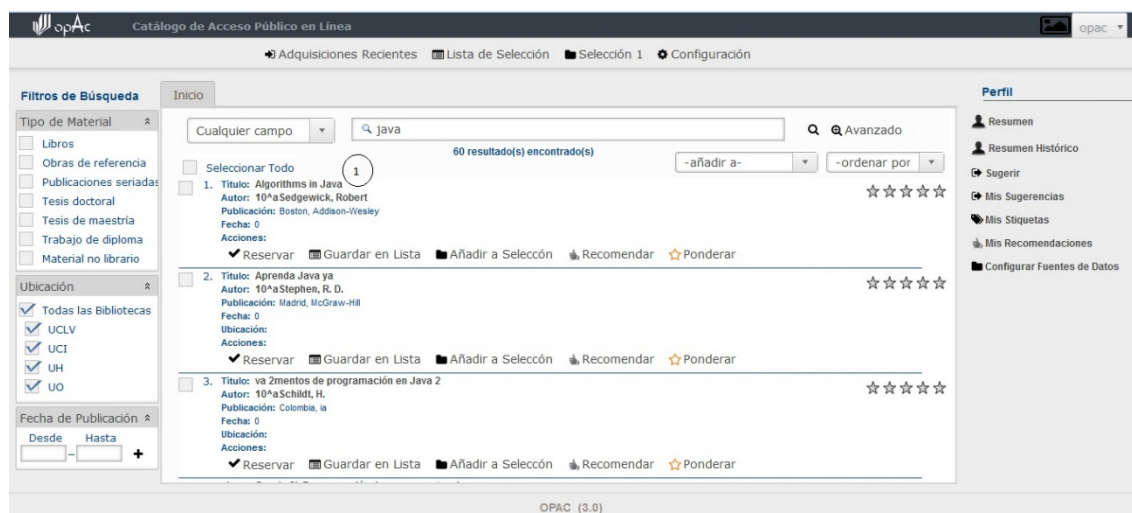 opAc Catálogo de Acceso Público en Línea opac
Adquisiciones Recientes Lista de Selección Selección 1 Configuración
Filtros de Búsqueda
Tipo de Material
Libros
Obras de referencia
Publicaciones seriadas
Tesis doctoral
Tesis de maestría
Trabajo de diploma
Material no librario
Ubicación
Todas las Bibliotecas
UCLV
UCI
UH
UO
Fecha de Publicación
Desde Hasta
– +
Inicio
Cualquier campo java Avanzado
60 resultado(s) encontrado(s)
Seleccionar Todo 1 -añadir a- -ordenar por
1. Titulo: Algorithms in Java
Autor: 10^aSedgewick, Robert
Publicación: Boston, Addison-Wesley
Fecha: 0
Acciones:
Reservar Guardar en Lista Añadir a Seleccón Recomendar Ponderar
2. Titulo: Aprenda Java ya
Autor: 10^aStephen, R. D.
Publicación: Madrid, McGraw-Hill
Fecha: 0
Ubicación:
Acciones:
Reservar Guardar en Lista Añadir a Seleccón Recomendar Ponderar
3. Titulo: va 2mentos de programación en Java 2
Autor: 10^aSchildt, H.
Publicación: Colombia, ia
Fecha: 0
Ubicación:
Acciones:
Reservar Guardar en Lista Añadir a Seleccón Recomendar Ponderar
Perfil
Resumen
Resumen Histórico
Sugerir
Mis Sugerencias
Mis Stiquetas
Mis Recomendaciones
Configurar Fuentes de Datos
OPAC (3.0)